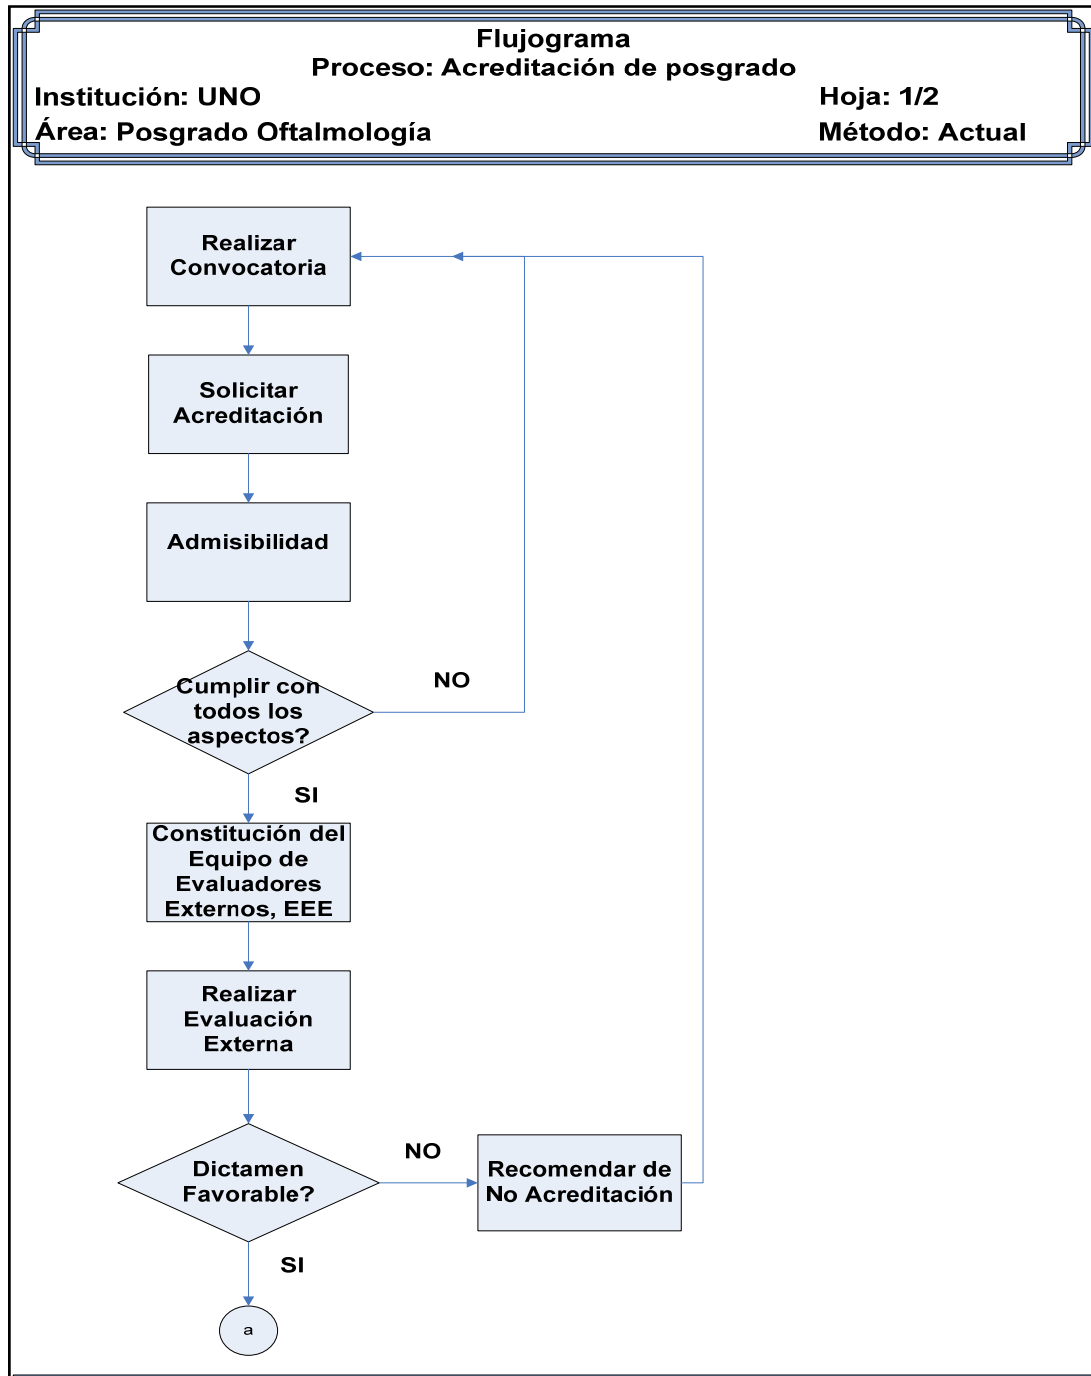 Flujograma
Proceso: Acreditación de posgrado
Institución: UNO
Hoja: 1/2
Área: Posgrado Oftalmología
Método: Actual
Realizar
Convocatoria
Solicitar
Acreditación
Admisibilidad
Cumplir con
todos los
aspectos?
NO
SI
Constitución del
Equipo de
Evaluadores
Externos, EEE
Realizar
Evaluación
Externa
Dictamen
Favorable?
NO
Recomendar de
No Acreditación
SI
a